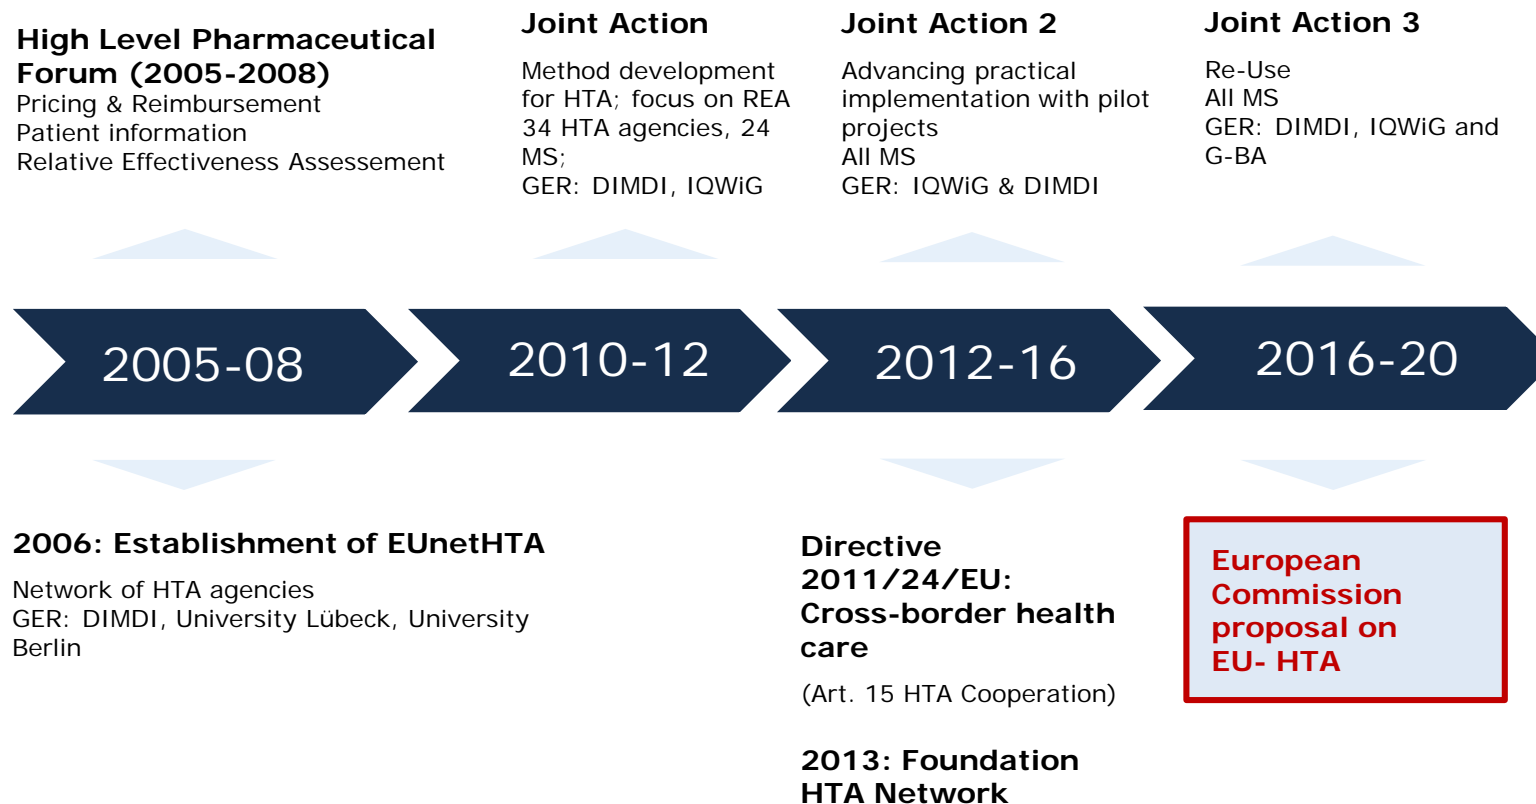 High Level Pharmaceutical
Forum (2005-2008)
Pricing & Reimbursement
Patient information
Relative Effectiveness Assessement
Joint Action
Method development
for HTA; focus on REA
34 HTA agencies, 24
MS;
GER: DIMDI, IQWiG
Joint Action 2
Advancing practical
implementation with pilot
projects
All MS
GER: IQWiG & DIMDI
Joint Action 3
Re-Use
All MS
GER: DIMDI, IQWiG and
G-BA
2005-08
2010-12
2012-16
2016-20
2006: Establishment of EUnetHTA
Network of HTA agencies
GER: DIMDI, University Lübeck, University
Berlin
Directive
2011/24/EU:
Cross-border health
care
(Art. 15 HTA Cooperation)
2013: Foundation
HTA Network
European
Commission
proposal on
EU- HTA